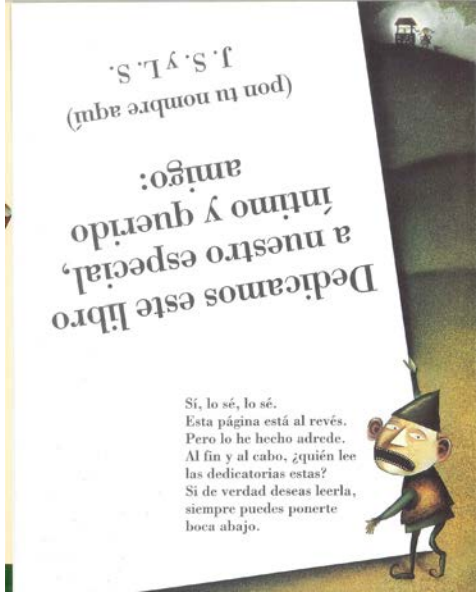 Dedicamos este libro
a nuestro especial,
íntimo y querido
amigo:
(pon tu nombre aquí)
J. S. y L. S.
Sí, lo sé, lo sé.
Esta página está al revés.
Pero lo he hecho adrede.
Al fin y al cabo, ¿quién lee
las dedicatorias estas?
Si de verdad deseas leerla,
siempre puedes ponerte
boca abajo.